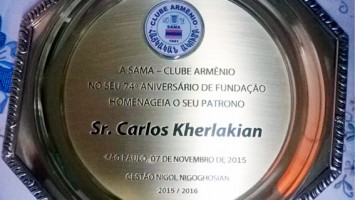 CLUBE ARMÊNIO
SAMA
A SAMA – CLUBE ARMÊNIO
NO SEU 74º ANIVERSÁRIO DE FUNDAÇÃO
HOMENAGEIA O SEU PATRONO
Sr. Carlos Kherlakian
SÃO PAULO, 07 DE NOVEMBRO DE 2015
GESTÃO NIGOL NIGOGHOSIAN
2015 / 2016